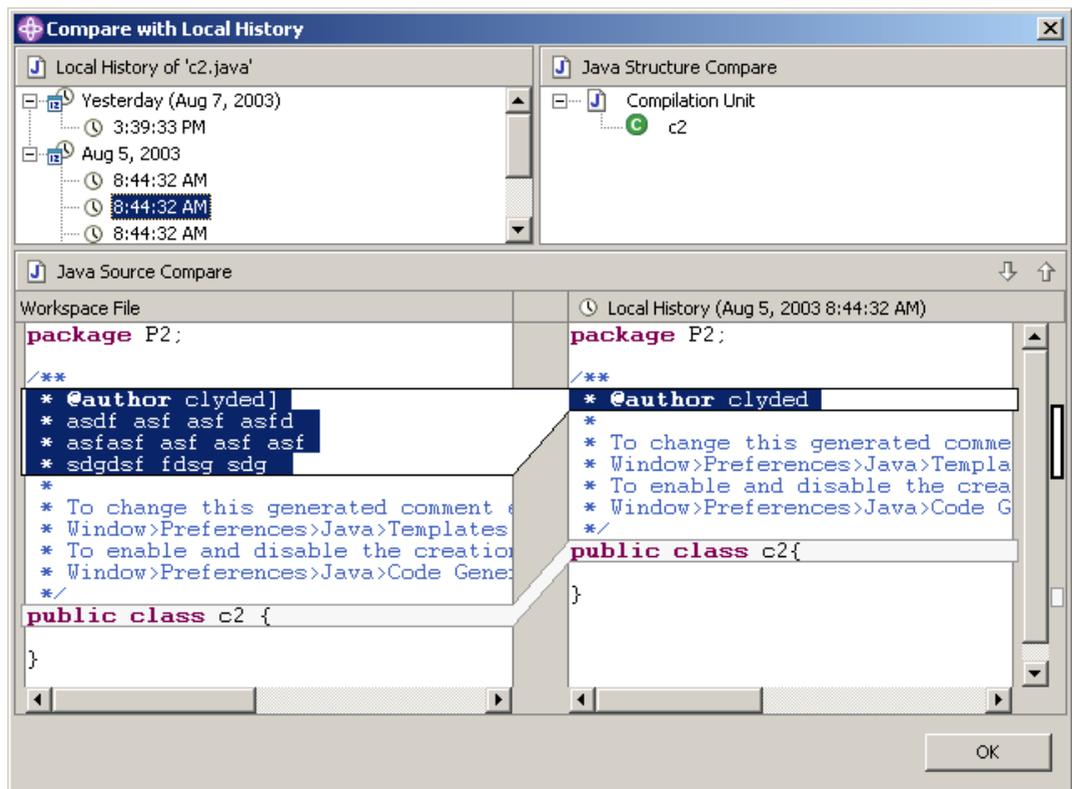 Compare with Local History
Local History of 'c2.java'
Java Structure Compare
Yesterday (Aug 7, 2003)
3:39:33 PM
Aug 5, 2003
8:44:32 AM
8:44:32 AM
8:44:32 AM
Compilation Unit
C c2
Java Source Compare
Workspace File
Local History (Aug 5, 2003 8:44:32 AM)
package P2;
/**
* @author clyded]
* asdf asf asf asfd
* asfasf asf asf asf
* sdgdsf fdsg sdg
*
* To change this generated comment e
* Window>Preferences>Java>Templates
* To enable and disable the creation
* Window>Preferences>Java>Code Gener
*/
public class c2 {
}
package P2;
/**
* @author clyded
*
* To change this generated comme
* Window>Preferences>Java>Templa
* To enable and disable the crea
* Window>Preferences>Java>Code G
*/
public class c2{
}
OK